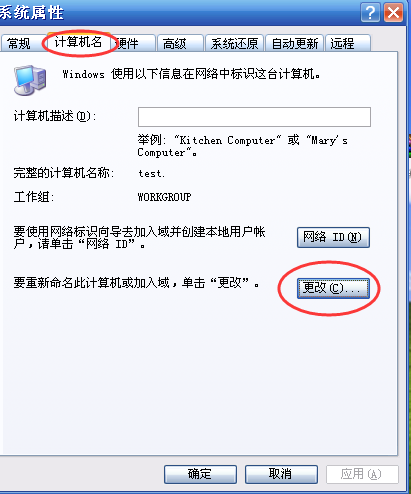 系统属性
常规 计算机名 硬件 高级 系统还原 自动更新 远程
Windows 使用以下信息在网络中标识这台计算机。
计算机描述(D):
举例: "Kitchen Computer" 或 "Mary's
Computer"。
完整的计算机名称: test.
工作组: WORKGROUP
要使用网络标识向导去加入域并创建本地用户帐
户，请单击“网络 ID”。
网络 ID(N)
要重新命名此计算机或加入域，单击“更改”。
更改(C)...
确定 取消 应用(A)